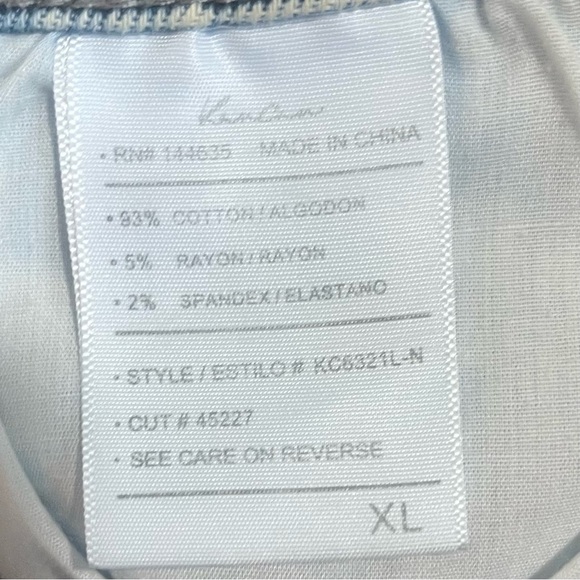 KanCan
• RN# 144635 MADE IN CHINA
• 93% COTTON / ALGODON
• 5% RAYON / RAYON
• 2% SPANDEX / ELASTANO
• STYLE / ESTILO # KC6321L-N
• CUT # 45227
• SEE CARE ON REVERSE
XL